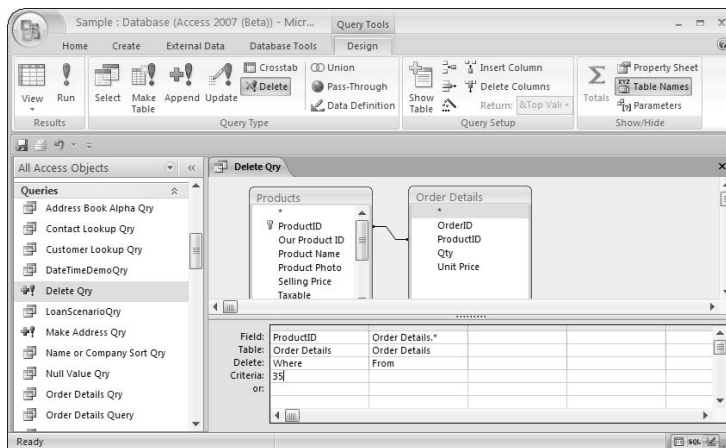 Sample : Database (Access 2007 (Beta)) - Micr...
Query Tools
Home Create External Data Database Tools Design
View
Run
Results
Select
Make Table
Append
Update
Crosstab
Delete
Union
Pass-Through
Data Definition
Query Type
Show Table
Insert Column
Delete Columns
Return: &Top Valu
Query Setup
Totals
Property Sheet
XYZ Table Names
Parameters
Show/Hide
All Access Objects
Queries
Address Book Alpha Qry
Contact Lookup Qry
Customer Lookup Qry
DateTimeDemoQry
Delete Qry
LoanScenarioQry
Make Address Qry
Name or Company Sort Qry
Null Value Qry
Order Details Qry
Order Details Query
Delete Qry
Products
*
ProductID
Our Product ID
Product Name
Product Photo
Selling Price
Taxable
Order Details
*
OrderID
ProductID
Qty
Unit Price
Field: ProductID Order Details.*
Table: Order Details Order Details
Delete: Where From
Criteria: 35
or:
Ready
SQL